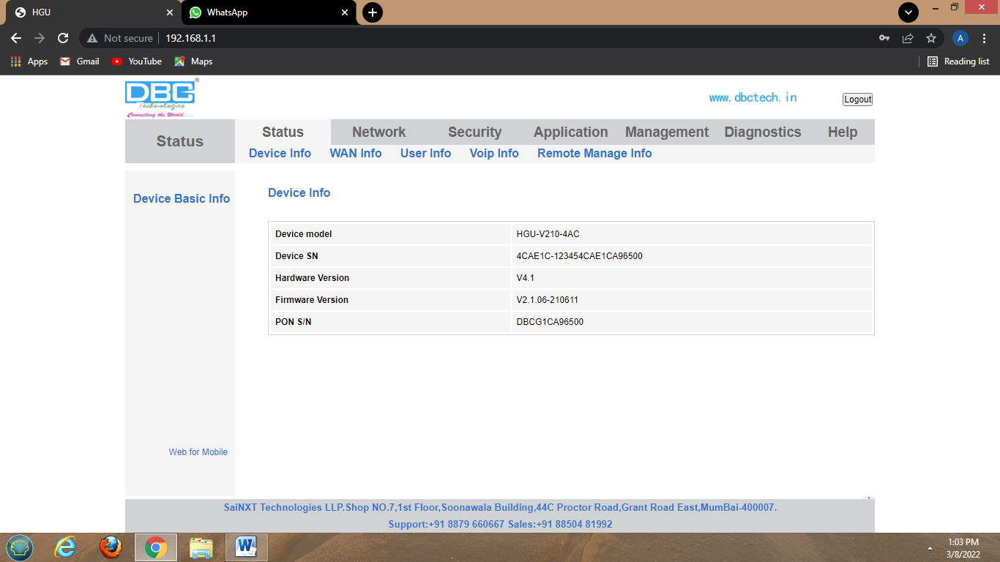 HGU
WhatsApp
Not secure 192.168.1.1
A
Apps Gmail YouTube Maps Reading list
DBC
Technologies
Connecting the World....
www.dbctech.in
Logout
Status
Status Network Security Application Management Diagnostics Help
Device Info WAN Info User Info Voip Info Remote Manage Info
Device Basic Info
Device Info
Device model HGU-V210-4AC
Device SN 4CAE1C-123454CAE1CA96500
Hardware Version V4.1
Firmware Version V2.1.06-210611
PON S/N DBCG1CA96500
Web for Mobile
SaiNXT Technologies LLP.Shop NO.7,1st Floor,Soonawala Building,44C Proctor Road,Grant Road East,MumBai-400007.
Support:+91 8879 660667 Sales:+91 88504 81992
1:03 PM
3/8/2022